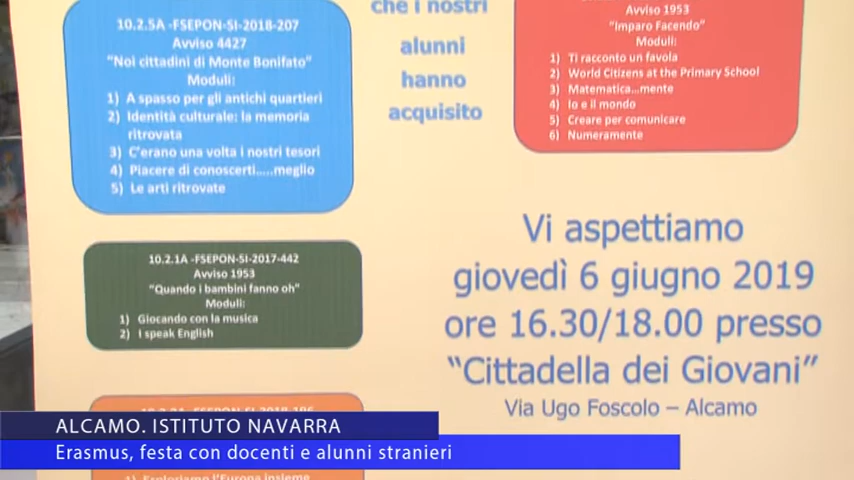 10.2.5A -FSEPON-SI-2018-207
Avviso 4427
“Noi cittadini di Monte Bonifato”
Moduli:
1) A spasso per gli antichi quartieri
2) Identità culturale: la memoria
ritrovata
3) C’erano una volta i nostri tesori
4) Piacere di conoscerti.....meglio
5) Le arti ritrovate
che i nostri
alunni
hanno
acquisito
Avviso 1953
“Imparo Facendo”
Moduli:
1) Ti racconto un favola
2) World Citizens at the Primary School
3) Matematica...mente
4) Io e il mondo
5) Creare per comunicare
6) Numeramente
10.2.1A -FSEPON-SI-2017-442
Avviso 1953
“Quando i bambini fanno oh”
Moduli:
1) Giocando con la musica
2) I speak English
Vi aspettiamo
giovedì 6 giugno 2019
ore 16.30/18.00 presso
“Cittadella dei Giovani”
Via Ugo Foscolo – Alcamo
ALCAMO. ISTITUTO NAVARRA
Erasmus, festa con docenti e alunni stranieri
1) Esploriamo l’Europa insieme